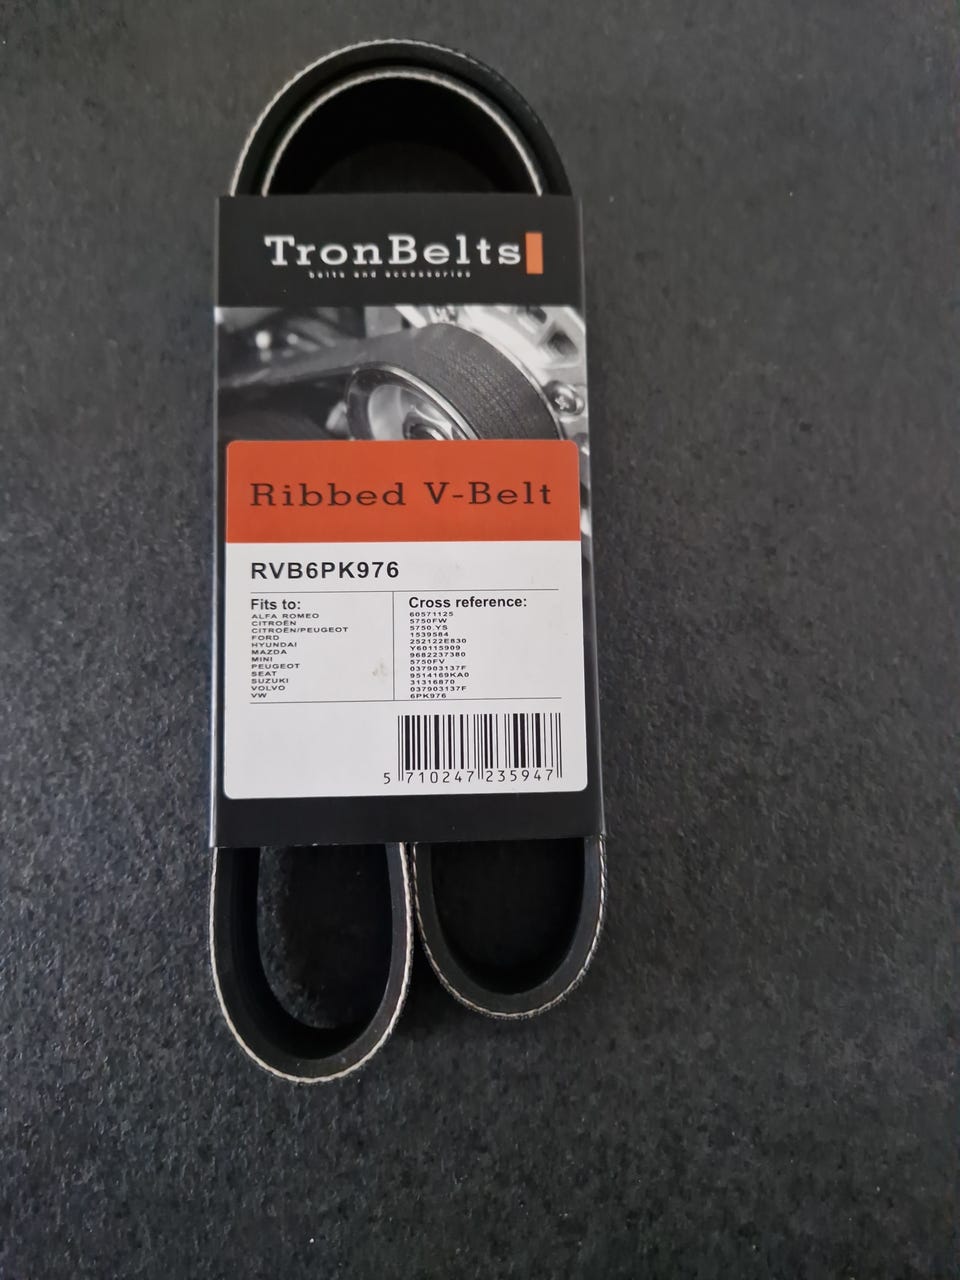 TronBelts
belts and accessories
Ribbed V-Belt
RVB6PK976
Fits to:
ALFA ROMEO
CITROËN
CITROËN/PEUGEOT
FORD
HYUNDAI
MAZDA
MINI
PEUGEOT
SEAT
SUZUKI
VOLVO
VW
Cross reference:
60571125
5750FW
5750.YS
1539584
252122E830
Y60115909
9682237380
5750FV
037903137F
9514169KA0
31316870
037903137F
6PK976
5 710247 235947